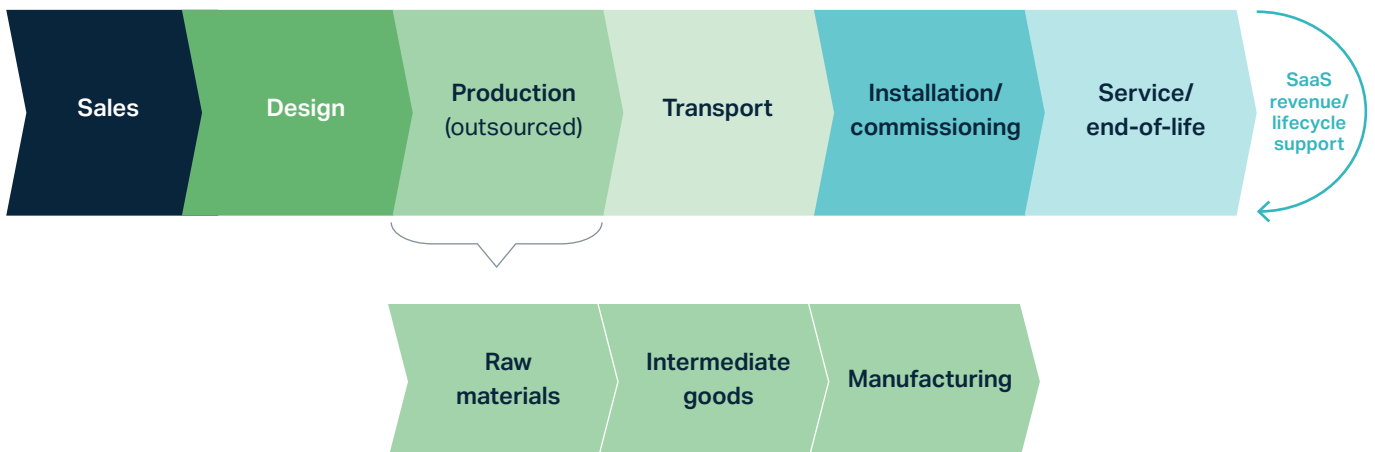 Sales
Design
Production
(outsourced)
Transport
Installation/
commissioning
Service/
end-of-life
SaaS
revenue/
lifecycle
support
Raw
materials
Intermediate
goods
Manufacturing